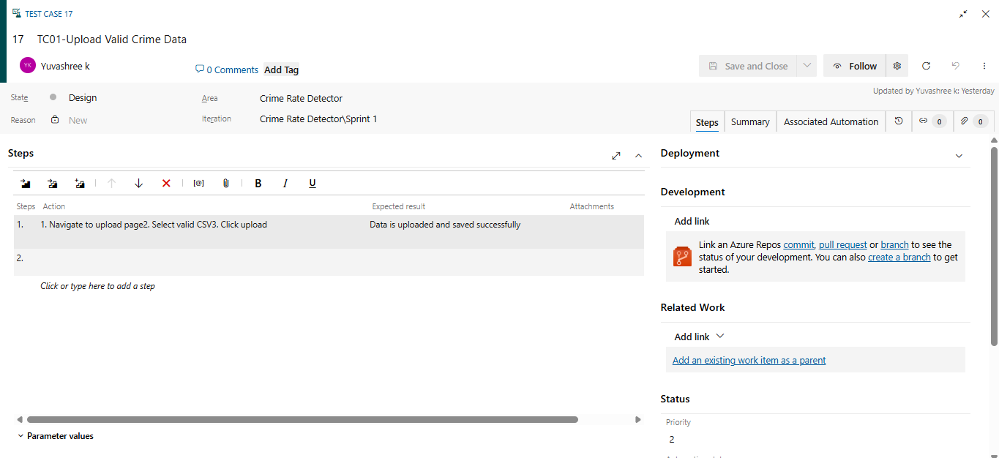 TEST CASE 17
17 TC01-Upload Valid Crime Data
YK Yuvashree k
0 Comments Add Tag
Save and Close
Follow
State Design
Area Crime Rate Detector
Updated by Yuvashree k: Yesterday
Reason New
Iteration Crime Rate Detector\Sprint 1
Steps Summary Associated Automation 0 0
Steps
[@] B I U
Steps Action Expected result Attachments
1. 1. Navigate to upload page2. Select valid CSV3. Click upload Data is uploaded and saved successfully
2.
Click or type here to add a step
Parameter values
Deployment
Development
Add link
Link an Azure Repos commit, pull request or branch to see the
status of your development. You can also create a branch to get
started.
Related Work
Add link
Add an existing work item as a parent
Status
Priority
2